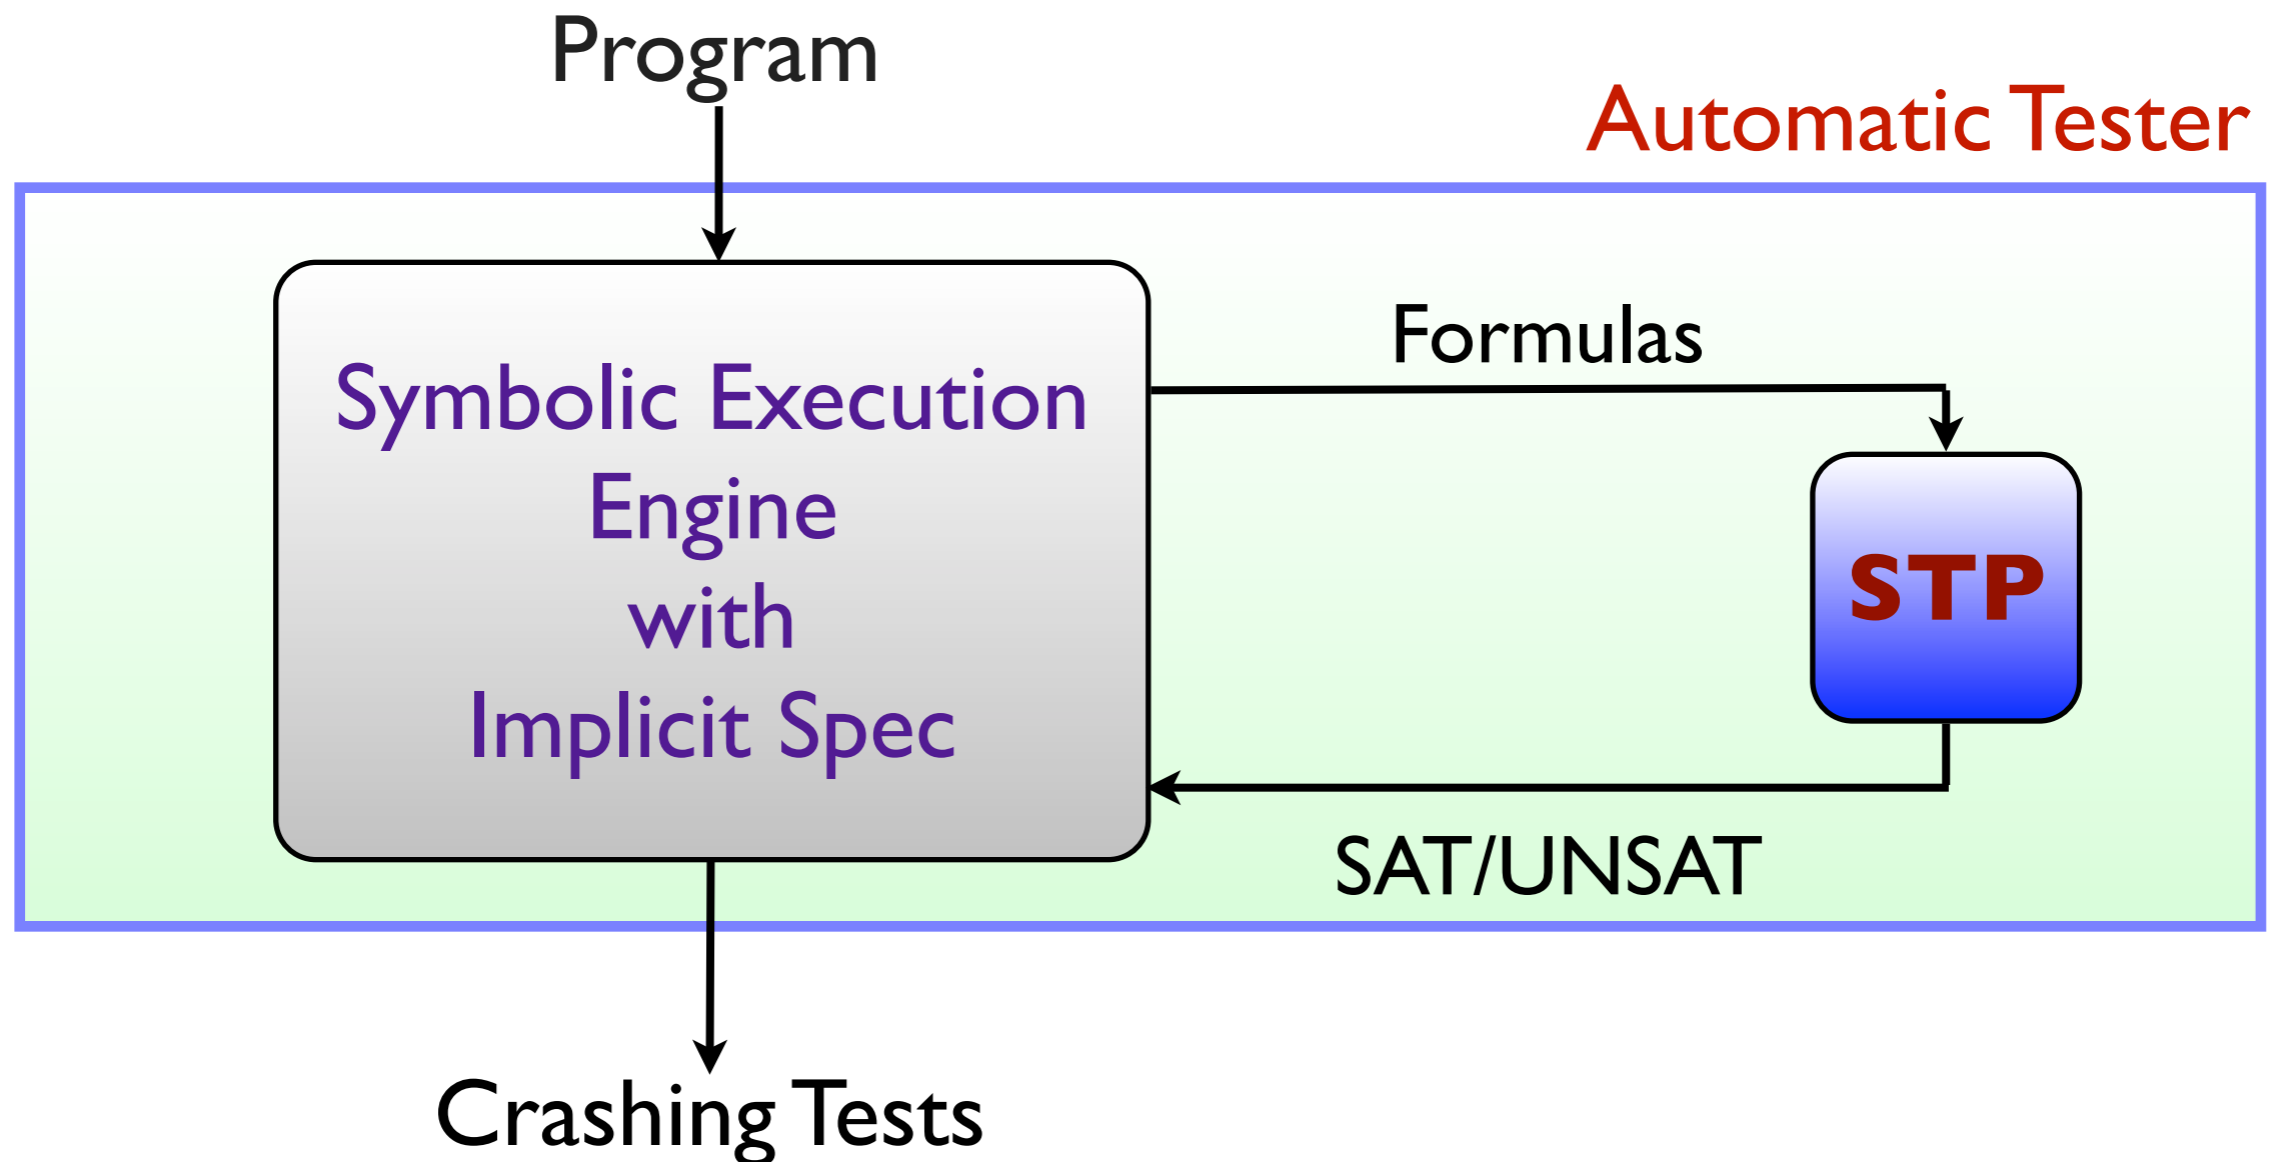 Program
Automatic Tester
Formulas
Symbolic Execution
Engine
with
Implicit Spec
STP
SAT/UNSAT
Crashing Tests